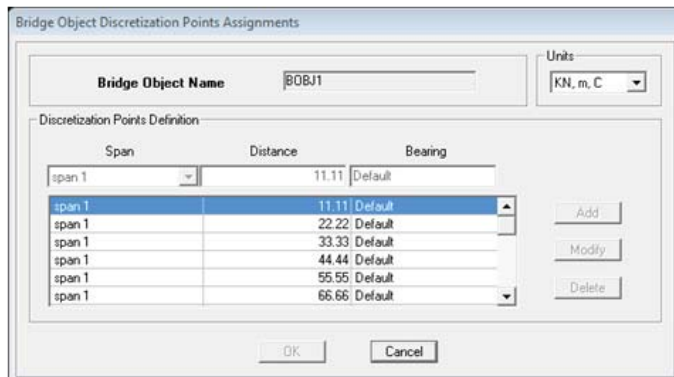 Bridge Object Discretization Points Assignments
Units
Bridge Object Name BOBJ1 KN, m, C
Discretization Points Definition
Span Distance Bearing
span 1 11.11 Default
span 1 11.11 Default
span 1 22.22 Default
span 1 33.33 Default
span 1 44.44 Default
span 1 55.55 Default
span 1 66.66 Default
Add
Modify
Delete
OK Cancel